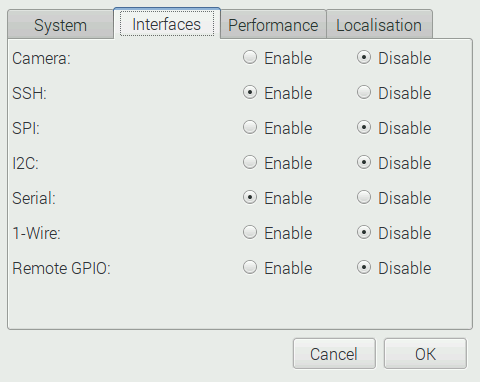 System Interfaces Performance Localisation
Camera: Enable Disable
SSH: Enable Disable
SPI: Enable Disable
I2C: Enable Disable
Serial: Enable Disable
1-Wire: Enable Disable
Remote GPIO: Enable Disable
Cancel OK